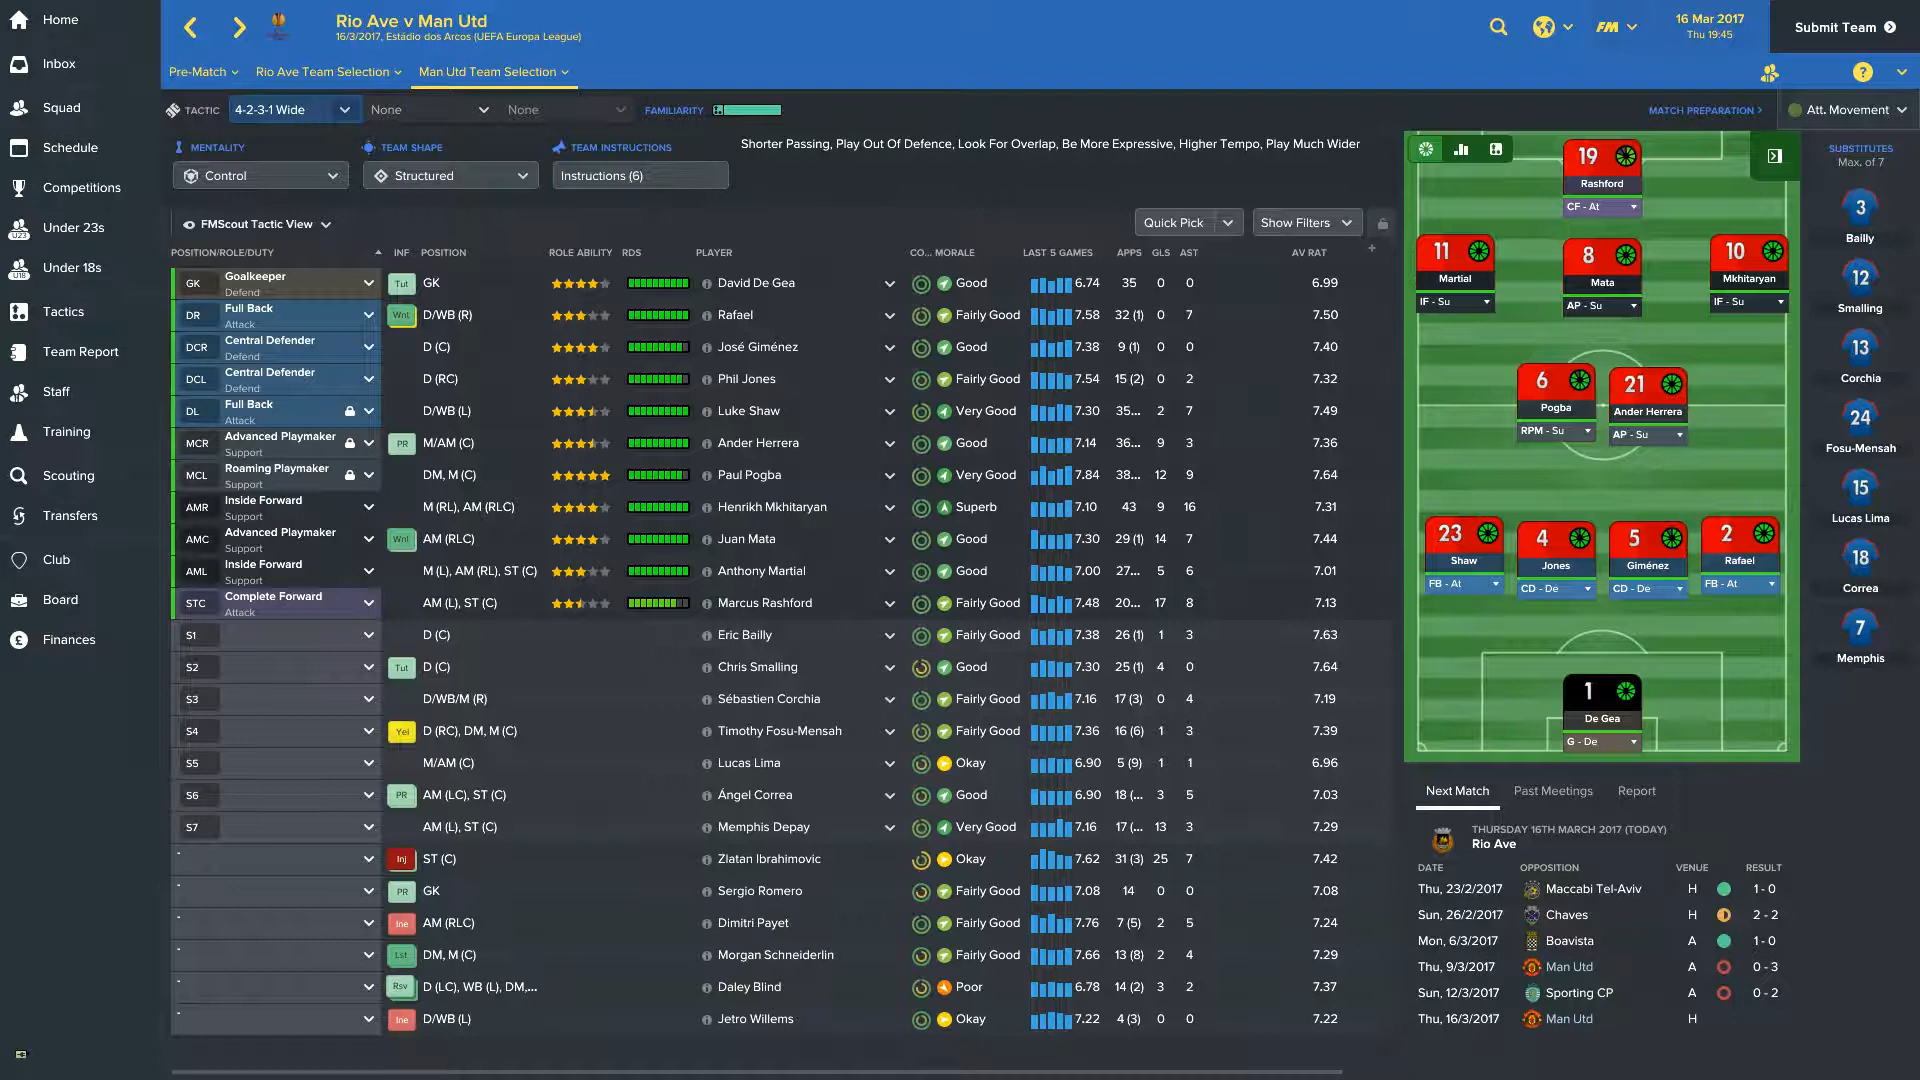 Home
Inbox
Squad
Schedule
Competitions
Under 23s
Under 18s
Tactics
Team Report
Staff
Training
Scouting
Transfers
Club
Board
Finances
Rio Ave v Man Utd
16/3/2017, Estádio dos Arcos (UEFA Europa League)
FM
16 Mar 2017
Thu 19:45
Submit Team
Pre-Match
Rio Ave Team Selection
Man Utd Team Selection
?
TACTIC
4-2-3-1 Wide
None
None
FAMILIARITY
MATCH PREPARATION >
Att. Movement
MENTALITY
Control
TEAM SHAPE
Structured
TEAM INSTRUCTIONS
Instructions (6)
Shorter Passing, Play Out Of Defence, Look For Overlap, Be More Expressive, Higher Tempo, Play Much Wider
FMScout Tactic View
Quick Pick
Show Filters
POSITION/ROLE/DUTY INF POSITION ROLE ABILITY RDS PLAYER CO... MORALE LAST 5 GAMES APPS GLS AST AV RAT
GK Goalkeeper Defend Tut GK David De Gea Good 6.74 35 0 0 6.99
DR Full Back Attack Wnt D/WB (R) Rafael Fairly Good 7.58 32 (1) 0 7 7.50
DCR Central Defender Defend D (C) José Giménez Good 7.38 9 (1) 0 0 7.40
DCL Central Defender Defend D (RC) Phil Jones Fairly Good 7.54 15 (2) 0 2 7.32
DL Full Back Attack D/WB (L) Luke Shaw Very Good 7.30 35... 2 7 7.49
MCR Advanced Playmaker Support PR M/AM (C) Ander Herrera Good 7.14 36... 9 3 7.36
MCL Roaming Playmaker Support DM, M (C) Paul Pogba Very Good 7.84 38... 12 9 7.64
AMR Inside Forward Support M (RL), AM (RLC) Henrikh Mkhitaryan Superb 7.10 43 9 16 7.31
AMC Advanced Playmaker Support Wnt AM (RLC) Juan Mata Good 7.30 29 (1) 14 7 7.44
AML Inside Forward Support M (L), AM (RL), ST (C) Anthony Martial Good 7.00 27... 5 6 7.01
STC Complete Forward Attack AM (L), ST (C) Marcus Rashford Fairly Good 7.48 20... 17 8 7.13
S1 D (C) Eric Bailly Fairly Good 7.38 26 (1) 1 3 7.63
S2 Tut D (C) Chris Smalling Good 7.30 25 (1) 4 0 7.64
S3 D/WB/M (R) Sébastien Corchia Fairly Good 7.16 17 (3) 0 4 7.19
S4 Yel D (RC), DM, M (C) Timothy Fosu-Mensah Fairly Good 7.36 16 (6) 1 3 7.39
S5 M/AM (C) Lucas Lima Okay 6.90 5 (9) 1 1 6.96
S6 PR AM (LC), ST (C) Ángel Correa Good 6.90 18 (... 3 5 7.03
S7 AM (L), ST (C) Memphis Depay Very Good 7.16 17 (... 13 3 7.29
- Inj ST (C) Zlatan Ibrahimovic Okay 7.62 31 (3) 25 7 7.42
- PR GK Sergio Romero Fairly Good 7.08 14 0 0 7.08
- Ine AM (RLC) Dimitri Payet Fairly Good 7.76 7 (5) 2 5 7.24
- Lst DM, M (C) Morgan Schneiderlin Fairly Good 7.66 13 (8) 2 4 7.29
- Rsv D (LC), WB (L), DM,... Daley Blind Poor 6.78 14 (2) 3 2 7.37
- Ine D/WB (L) Jetro Willems Okay 7.22 4 (3) 0 0 7.22
19
Rashford
CF - At
11 8 10
Martial Mata Mkhitaryan
IF - Su AP - Su IF - Su
6 21
Pogba Ander Herrera
RPM - Su AP - Su
23 4 5 2
Shaw Jones Giménez Rafael
FB - At CD - De CD - De FB - At
1
De Gea
G - De
SUBSTITUTES
Max. of 7
3
Bailly
12
Smalling
13
Corchia
24
Fosu-Mensah
15
Lucas Lima
18
Correa
7
Memphis
Next Match Past Meetings Report
THURSDAY 16TH MARCH 2017 (TODAY)
Rio Ave
DATE OPPOSITION VENUE RESULT
Thu, 23/2/2017 Maccabi Tel-Aviv H 1 - 0
Sun, 26/2/2017 Chaves H 2 - 2
Mon, 6/3/2017 Boavista A 1 - 0
Thu, 9/3/2017 Man Utd A 0 - 3
Sun, 12/3/2017 Sporting CP A 0 - 2
Thu, 16/3/2017 Man Utd H